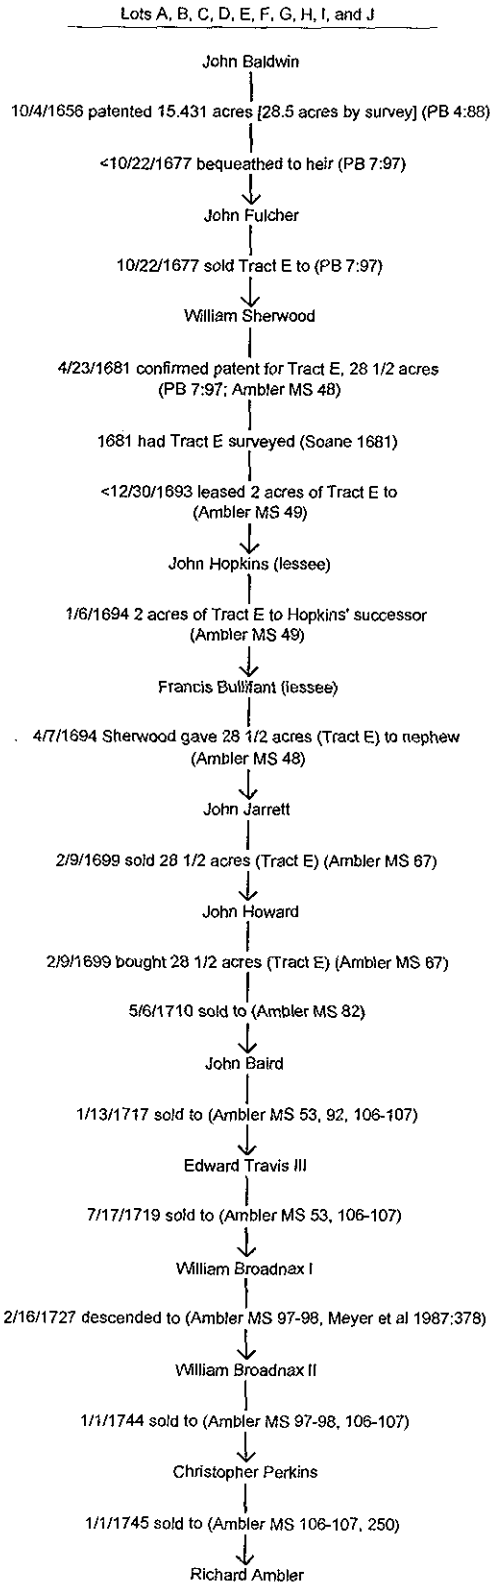 Lots A, B, C, D, E, F, G, H, I, and J
John Baldwin
10/4/1656 patented 15.431 acres [28.5 acres by survey] (PB 4:88)
<10/22/1677 bequeathed to heir (PB 7:97)
John Fulcher
10/22/1677 sold Tract E to (PB 7:97)
William Sherwood
4/23/1681 confirmed patent for Tract E, 28 1/2 acres
(PB 7:97; Ambler MS 48)
1681 had Tract E surveyed (Soane 1681)
<12/30/1693 leased 2 acres of Tract E to
(Ambler MS 49)
John Hopkins (lessee)
1/6/1694 2 acres of Tract E to Hopkins' successor
(Ambler MS 49)
Francis Bullifant (lessee)
4/7/1694 Sherwood gave 28 1/2 acres (Tract E) to nephew
(Ambler MS 48)
John Jarrett
2/9/1699 sold 28 1/2 acres (Tract E) (Ambler MS 67)
John Howard
2/9/1699 bought 28 1/2 acres (Tract E) (Ambler MS 67)
5/6/1710 sold to (Ambler MS 82)
John Baird
1/13/1717 sold to (Ambler MS 53, 92, 106-107)
Edward Travis III
7/17/1719 sold to (Ambler MS 53, 106-107)
William Broadnax I
2/16/1727 descended to (Ambler MS 97-98, Meyer et al 1987:378)
William Broadnax II
1/1/1744 sold to (Ambler MS 97-98, 106-107)
Christopher Perkins
1/1/1745 sold to (Ambler MS 106-107, 250)
Richard Ambler